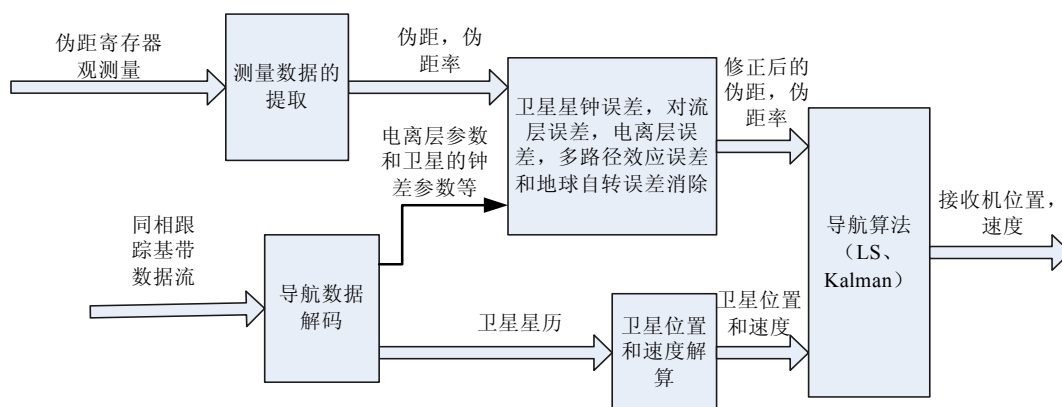 伪距寄存器
观测量
测量数据的
提取
伪距，伪
距率
卫星星钟误差，对流
层误差，电离层误
差，多路径效应误差
和地球自转误差消除
修正后的
伪距，伪
距率
电离层参数
和卫星的钟
差参数等
同相跟
踪基带
数据流
导航数据
解码
卫星星历
卫星位置
和速度解
算
卫星位置
和速度
导航算法
（LS、
Kalman）
接收机位置，
速度